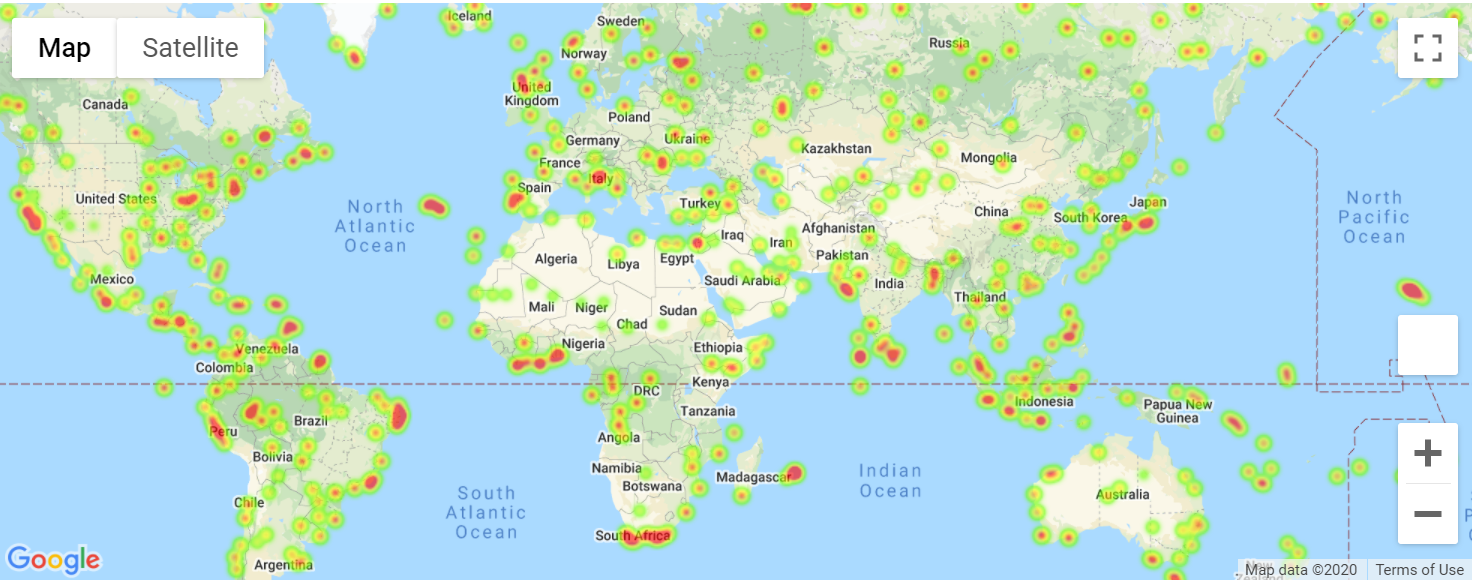 Map
Satellite
Iceland
Sweden
Norway
Russia
Canada
United
Kingdom
Poland
Germany
Ukraine
Kazakhstan
Mongolia
France
Italy
Spain
United States
North
Atlantic
Ocean
Turkey
China
South Korea
Japan
North
Pacific
Ocean
Iraq
Iran
Afghanistan
Pakistan
Algeria
Libya
Egypt
Saudi Arabia
India
Mexico
Mali
Niger
Chad
Sudan
Thailand
Nigeria
Ethiopia
Venezuela
Colombia
DRC
Kenya
Indonesia
Papua New
Guinea
Tanzania
Brazil
Peru
Angola
Bolivia
Namibia
Botswana
Madagascar
Indian
Ocean
Australia
Chile
South
Atlantic
Ocean
South Africa
Argentina
Google
New
Zealand
Map data ©2020
Terms of Use